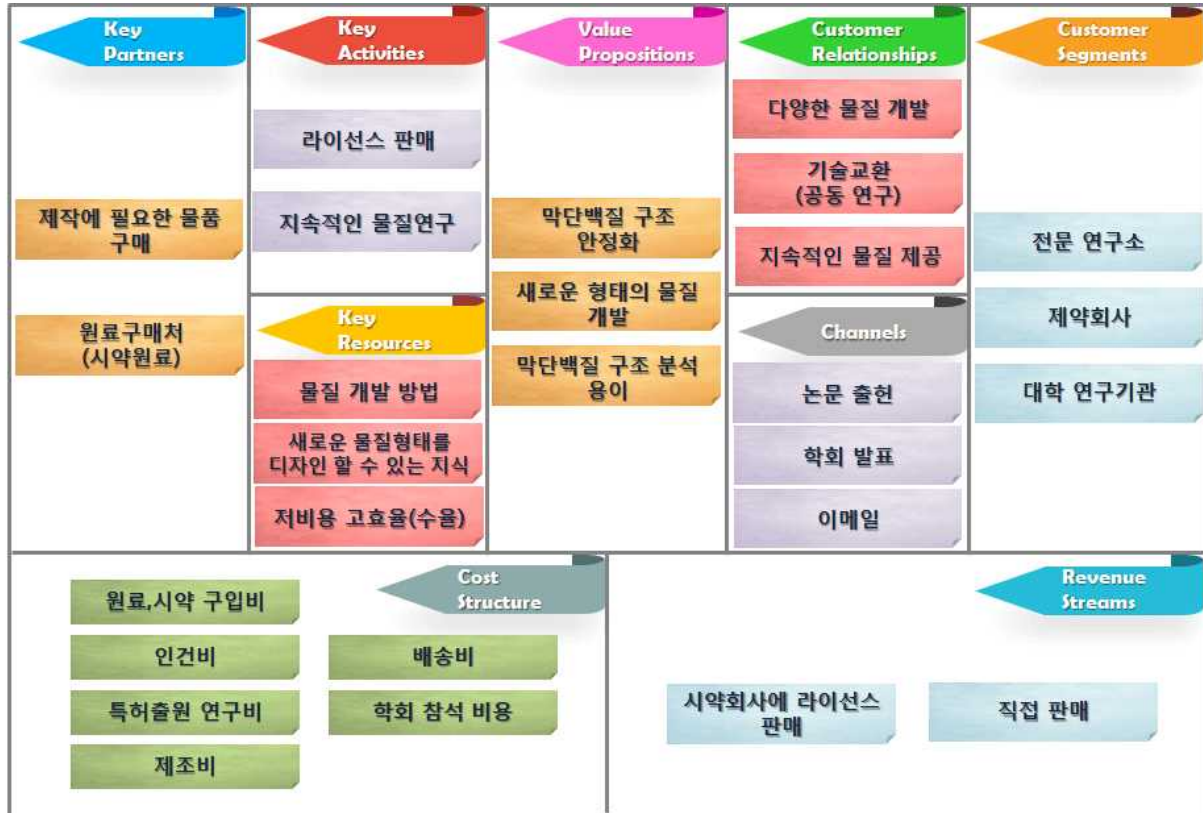 Key
Partners
제작에 필요한 물품
구매
원료구매처
(시약원료)
Key
Activities
라이선스 판매
지속적인 물질연구
Key
Resources
물질 개발 방법
새로운 물질형태를
디자인 할 수 있는 지식
저비용 고효율(수율)
Value
Propositions
막단백질 구조
안정화
새로운 형태의 물질
개발
막단백질 구조 분석
용이
Customer
Relationships
다양한 물질 개발
기술교환
(공동 연구)
지속적인 물질 제공
Channels
논문 출헌
학회 발표
이메일
Customer
Segments
전문 연구소
제약회사
대학 연구기관
Cost
Structure
원료,시약 구입비
인건비
특허출원 연구비
제조비
배송비
학회 참석 비용
Revenue
Streams
시약회사에 라이선스
판매
직접 판매